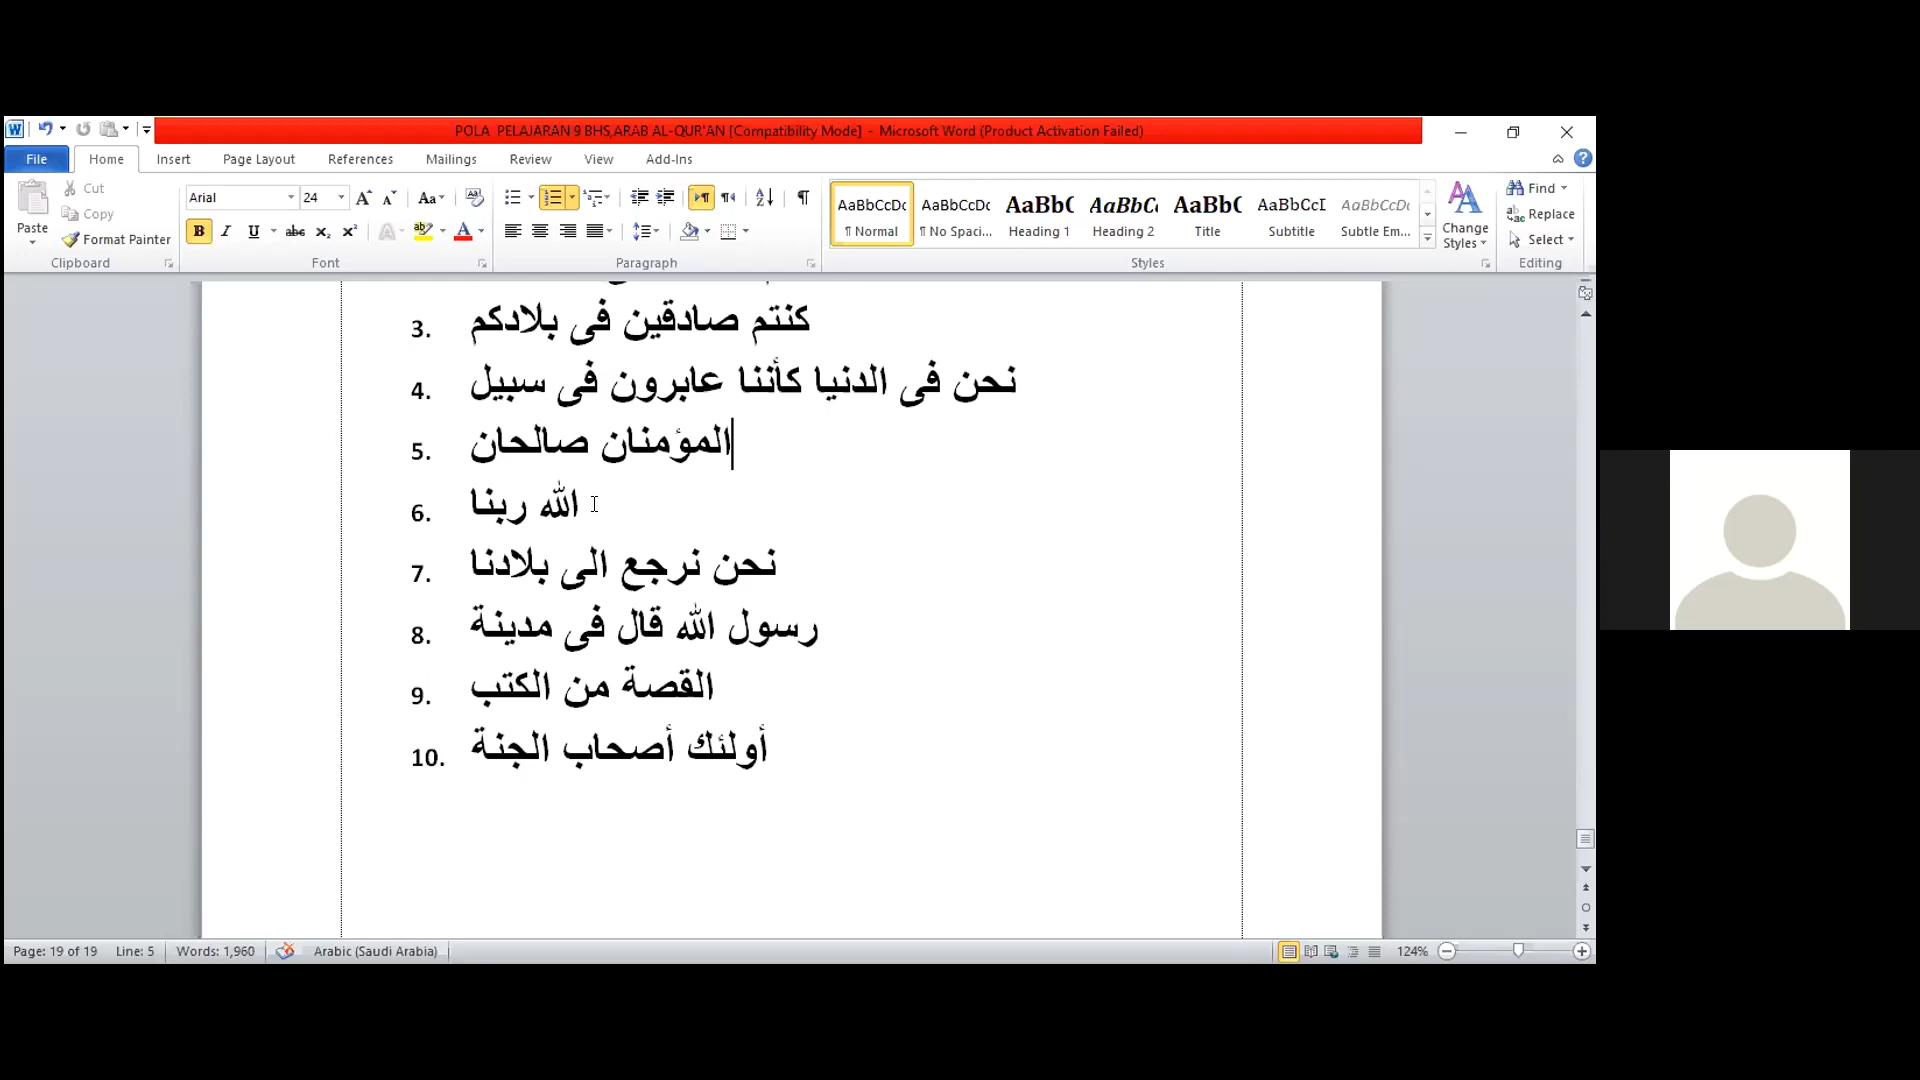 POLA PELAJARAN 9 BHS,ARAB AL-QUR'AN [Compatibility Mode] - Microsoft Word (Product Activation Failed)
File Home Insert Page Layout References Mailings Review View Add-Ins
Cut
Copy
Paste
Format Painter
Clipboard
Arial 24
Font
Paragraph
AaBbCcDc AaBbCcDc AaBbC AaBbC AaBbC AaBbCcI AaBbCcDc
¶ Normal ¶ No Spaci... Heading 1 Heading 2 Title Subtitle Subtle Em...
Change Styles
Styles
Find
Replace
Select
Editing
3. كنتم صادقين فى بلادكم
4. نحن فى الدنيا كأننا عابرون فى سبيل
5. المؤمنان صالحان
6. الله ربنا
7. نحن نرجع الى بلادنا
8. رسول الله قال فى مدينة
9. القصة من الكتب
10. أولئك أصحاب الجنة
Page: 19 of 19 Line: 5 Words: 1,960 Arabic (Saudi Arabia) 124%